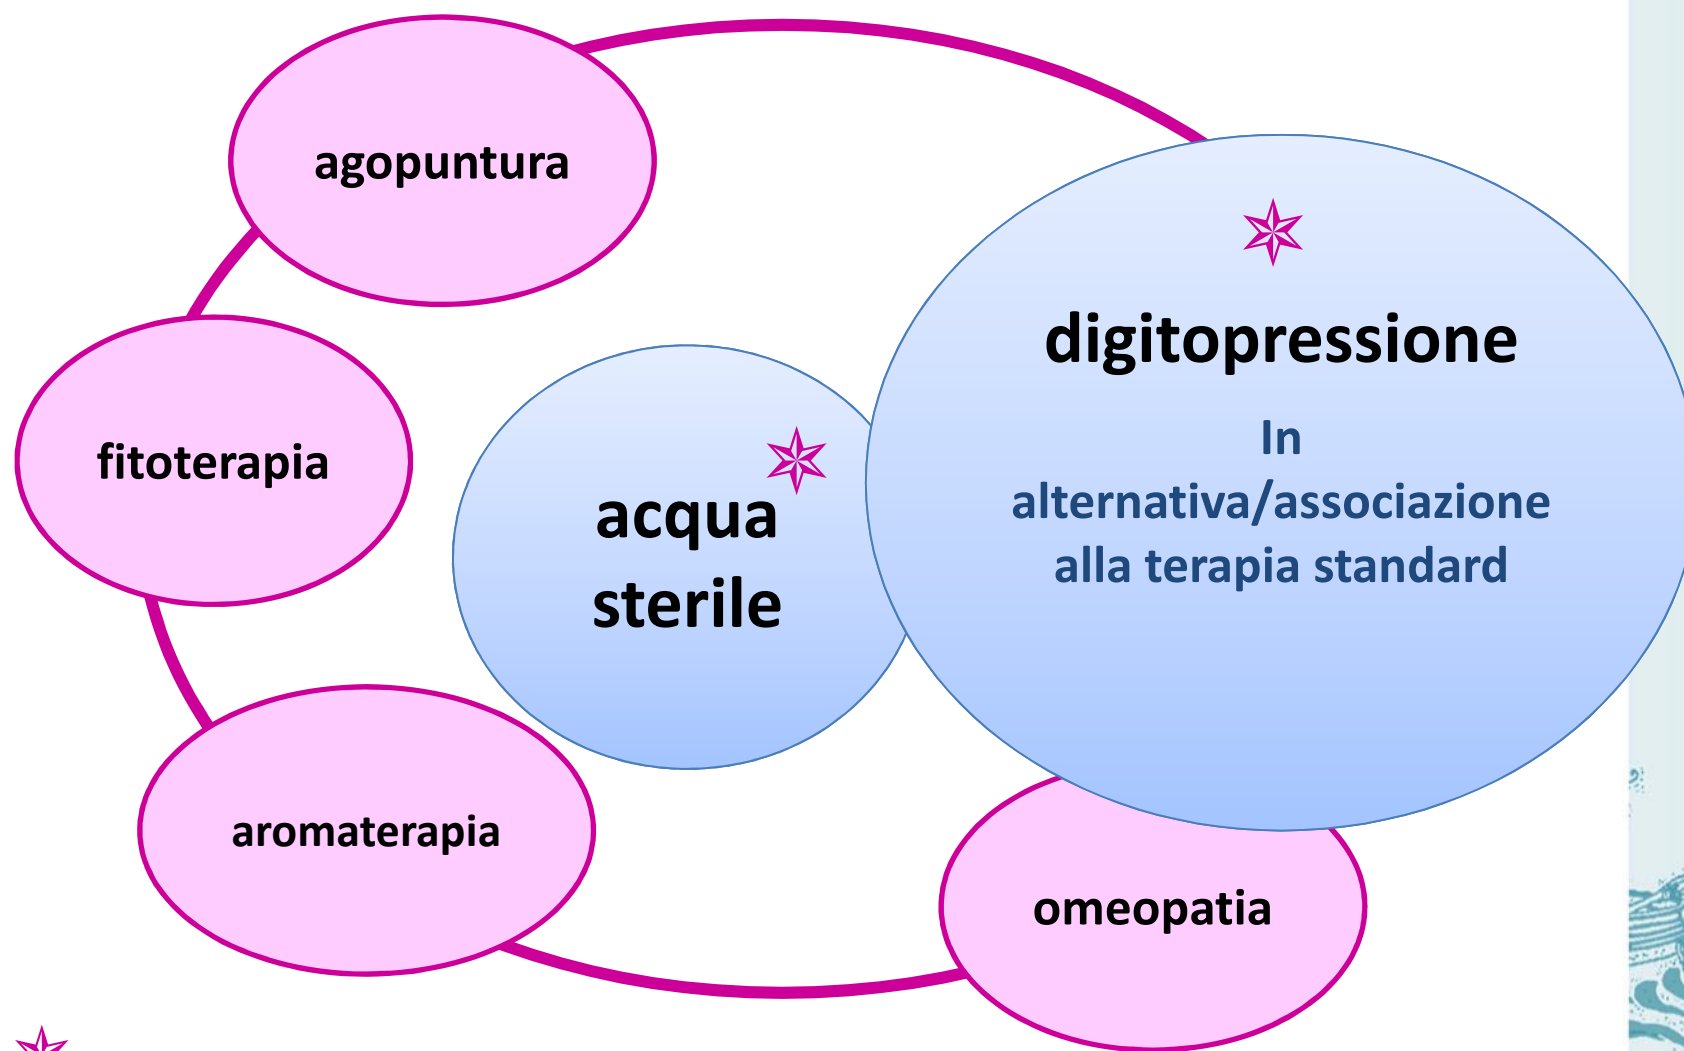 agopuntura
digitopressione
In
alternativa/associazione
alla terapia standard
fitoterapia
acqua
sterile
aromaterapia
omeopatia